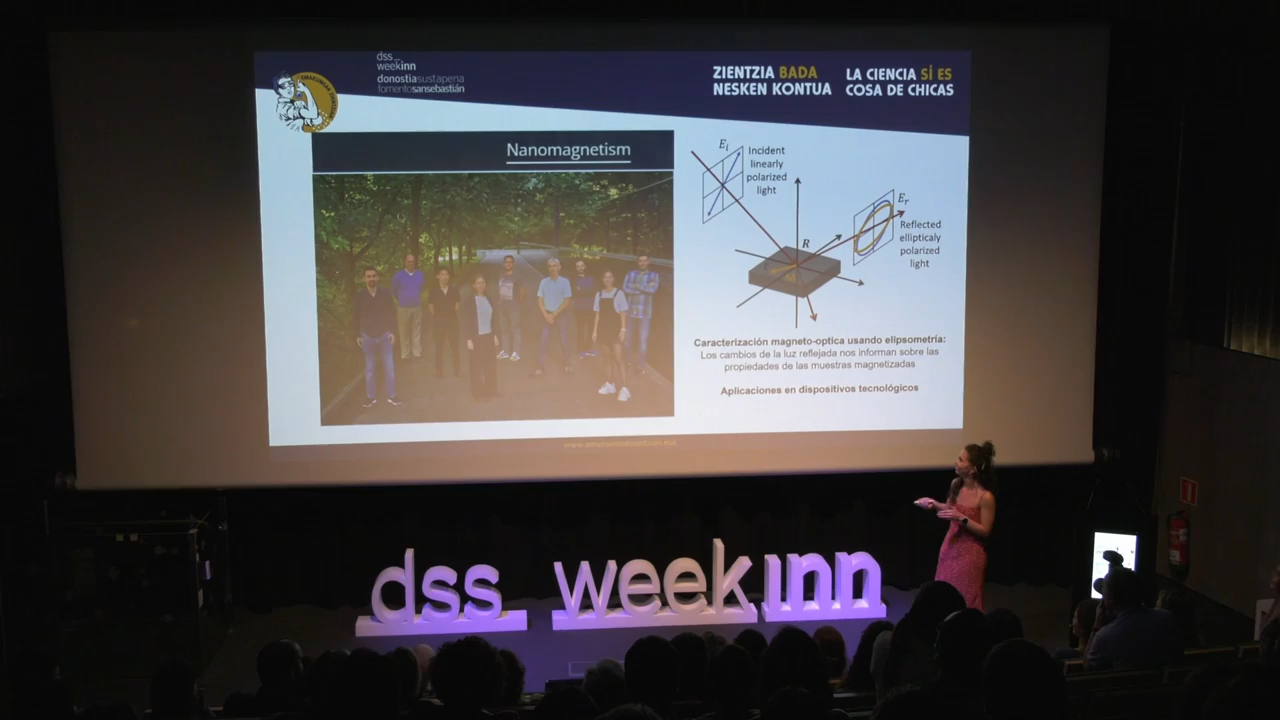 dss_
weekinn
donostiasustapena
fomentosansebastián
ZIENTZIA BADA
NESKEN KONTUA
LA CIENCIA SÍ ES
COSA DE CHICAS
Nanomagnetism
Ei
Incident
linearly
polarized
light
R
Er
Reflected
ellipticaly
polarized
light
Caracterización magneto-optica usando elipsometría:
Los cambios de la luz reflejada nos informan sobre las
propiedades de las muestras magnetizadas
Aplicaciones en dispositivos tecnológicos
dss_ weekinn